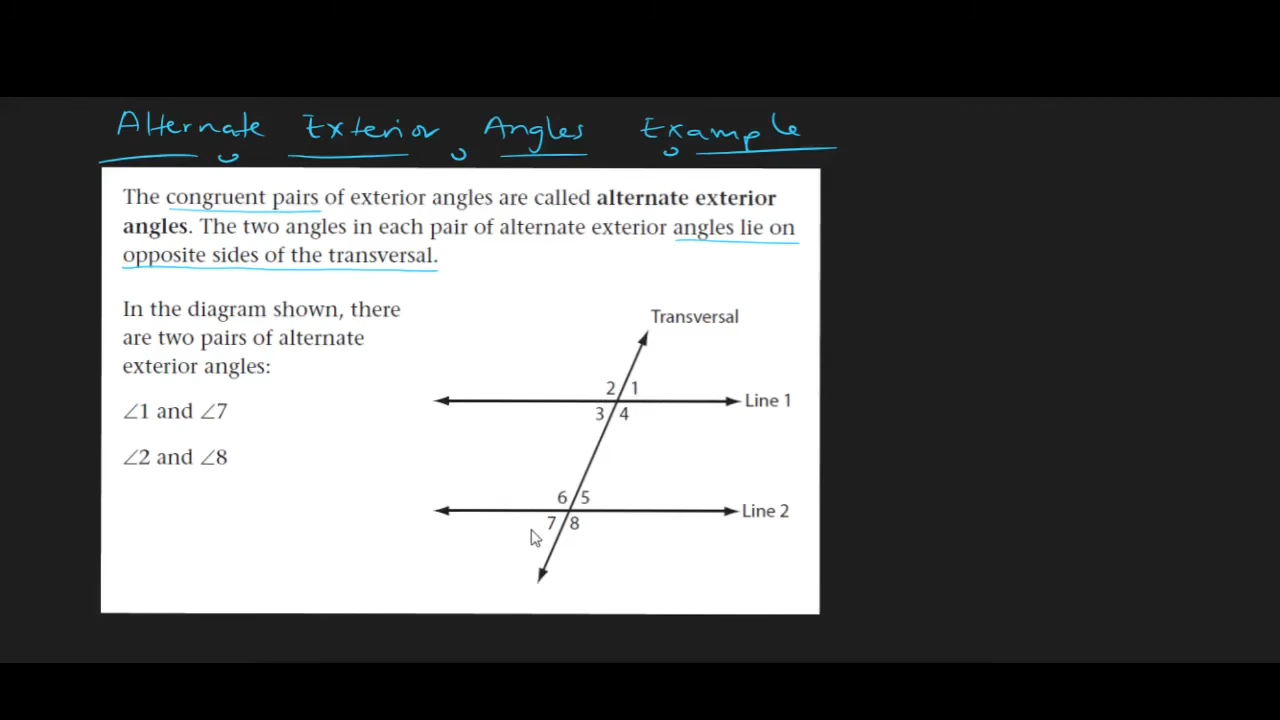 Alternate Exterior Angles Example
The congruent pairs of exterior angles are called alternate exterior
angles. The two angles in each pair of alternate exterior angles lie on
opposite sides of the transversal.
In the diagram shown, there
are two pairs of alternate
exterior angles:
∠1 and ∠7
∠2 and ∠8
Transversal
2 1
Line 1
3 4
6 5
Line 2
7 8